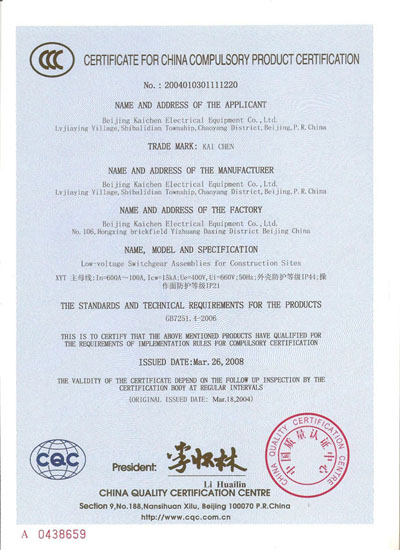 CCC
CERTIFICATE FOR CHINA COMPULSORY PRODUCT CERTIFICATION
No.: 2004010301111220
NAME AND ADDRESS OF THE APPLICANT
Beijing Kaichen Electrical Equipment Co., Ltd.
Lvjiaying Village, Shibalidian Township, Chaoyang District, Beijing, P.R. China
TRADE MARK: KAI CHEN
NAME AND ADDRESS OF THE MANUFACTURER
Beijing Kaichen Electrical Equipment Co., Ltd.
Lvjiaying Village, Shibalidian Township, Chaoyang District, Beijing, P.R. China
NAME AND ADDRESS OF THE FACTORY
Beijing Kaichen Electrical Equipment Co., Ltd.
No. 106, Hongxing brickfield Yizhuang Daxing District Beijing China
NAME, MODEL AND SPECIFICATION
Low-voltage Switchgear Assemblies for Construction Sites
XYT 主母线:In=600A~100A, Icw=15kA;Ue=400V, Ui=660V;50Hz;外壳防护等级IP44;操
作面防护等级IP21
THE STANDARDS AND TECHNICAL REQUIREMENTS FOR THE PRODUCTS
GB7251.4-2006
THIS IS TO CERTIFY THAT THE ABOVE MENTIONED PRODUCTS HAVE QUALIFIED FOR
THE REQUIREMENTS OF IMPLEMENTATION RULES FOR COMPULSORY CERTIFICATION
ISSUED DATE:Mar. 26, 2008
THE VALIDITY OF THE CERTIFICATE DEPEND ON THE FOLLOW UP INSPECTION BY THE
CERTIFICATION BODY AT REGULAR INTERVALS
(ORIGINAL ISSUED DATE: Mar.18,2004)
CQC
President: 李怀林
Li Huailin
CHINA QUALITY CERTIFICATION CENTRE
中国质量认证中心
CHINA QUALITY CERTIFICATION CENTRE
Section 9, No.188, Nansihuan Xilu, Beijing 100070 P.R.China
http://www.cqc.com.cn
A 0438659